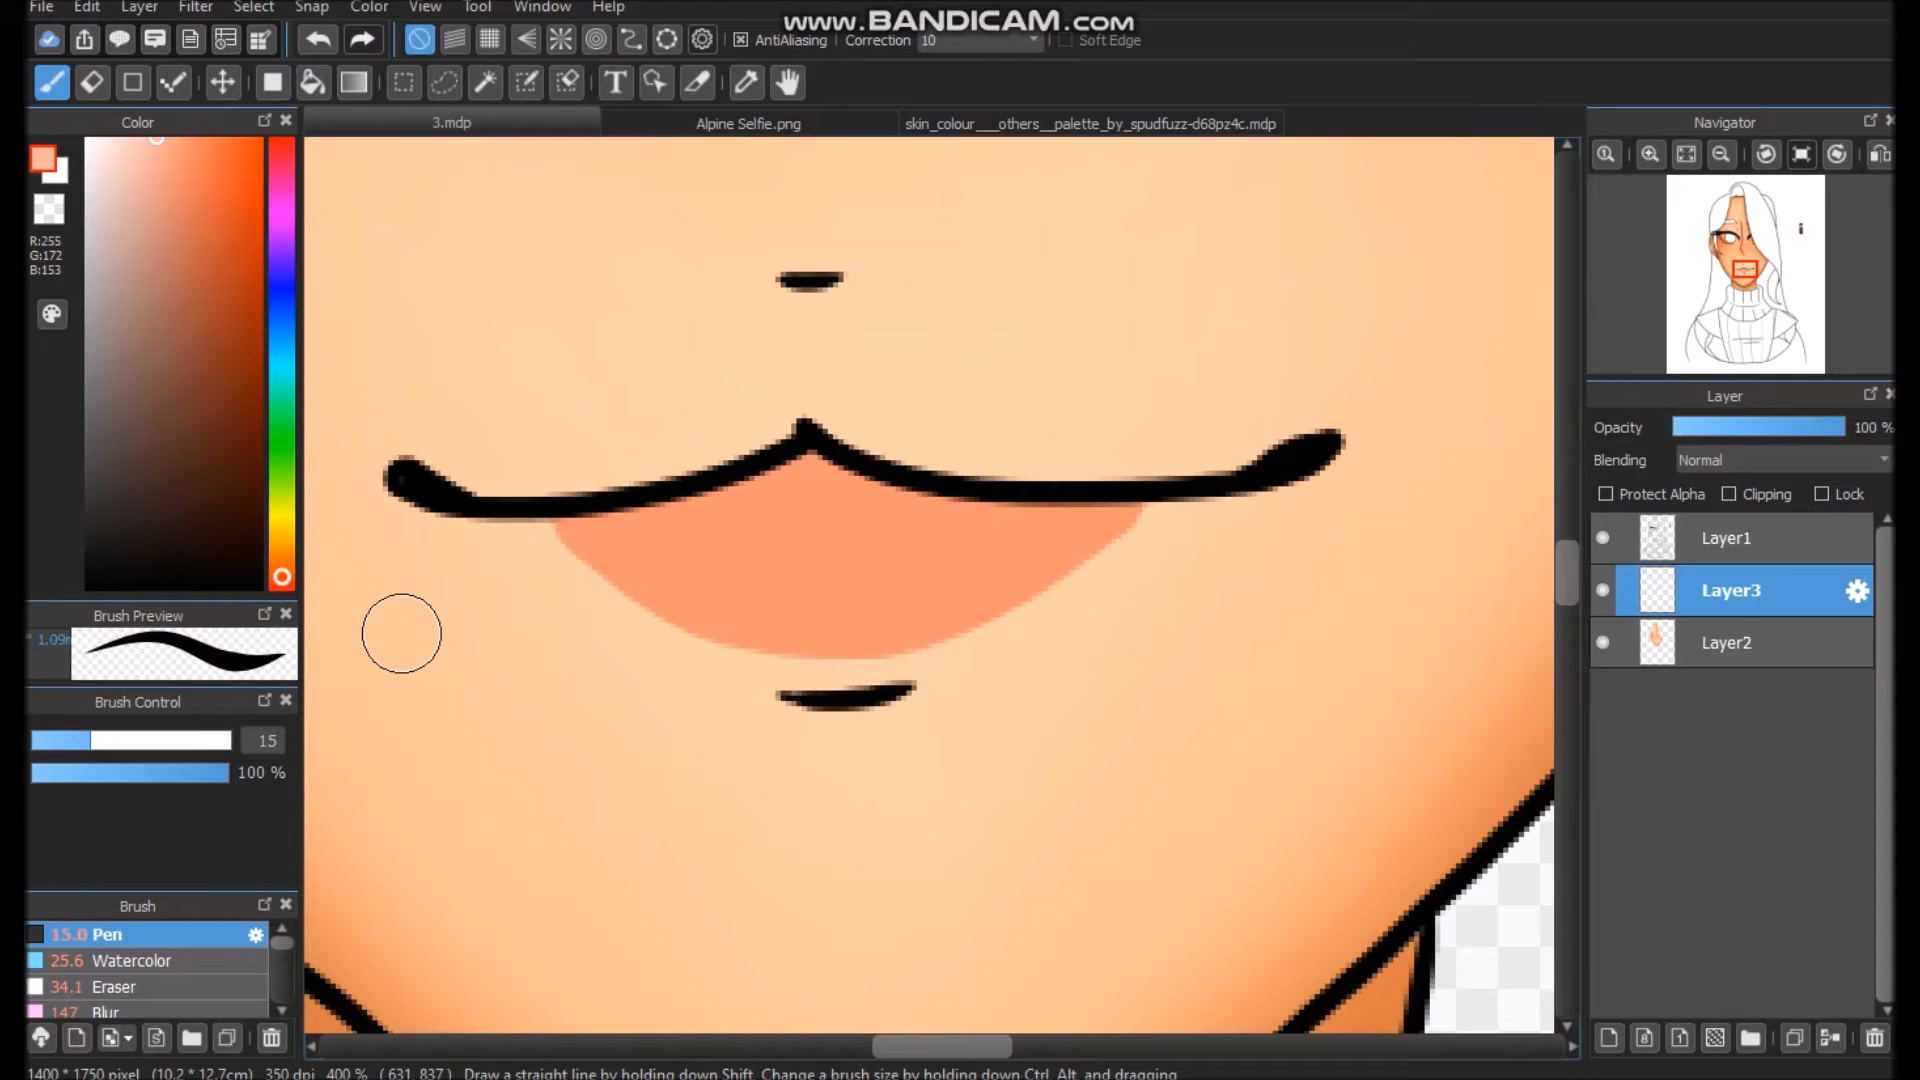 www.BANDICAM.com
File Edit Layer Filter Select Snap Color View Tool Window Help
AntiAliasing Correction 10 Soft Edge
Color
3.mdp
Alpine Selfie.png
skin_colour___others__palette_by_spudfuzz-d68pz4c.mdp
Navigator
R:255
G:172
B:153
Layer
Opacity 100 %
Blending Normal
Protect Alpha Clipping Lock
Layer1
Layer3
Layer2
Brush Preview
Brush Control
15
100 %
Brush
15.0 Pen
25.6 Watercolor
34.1 Eraser
147 Blur
1400 * 1750 pixel (10.2 * 12.7cm) 350 dpi 400 % ( 631, 837 ) Draw a straight line by holding down Shift, Change a brush size by holding down Ctrl, Alt, and dragging